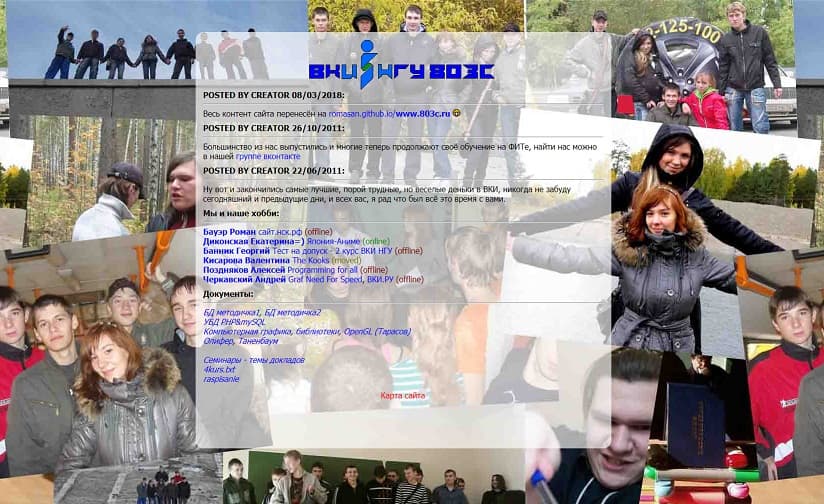 ВКИ НГУ 803С
POSTED BY CREATOR 08/03/2018:
Весь контент сайта перенесён на romasan.github.io/www.803c.ru
POSTED BY CREATOR 26/10/2011:
Большинство из нас выпустились и многие теперь продолжают своё обучение на ФИТе, найти нас можно
в нашей группе вконтакте
POSTED BY CREATOR 22/06/2011:
Ну вот и закончились самые лучшие, порой трудные, но веселые деньки в ВКИ, никогда не забуду
сегодняшний и предыдущие дни, и всех вас, я рад что был всё это время с вами.
Мы и наше хобби:
Бауэр Роман сайт.нск.рф (offline)
Диконская Екатерина=) Япония-Аниме (online)
Банник Георгий Тест на допуск - 2 курс ВКИ НГУ (offline)
Кисарова Валентина The Kooks (moved)
Поздняков Алексей Programming for all (offline)
Черкавский Андрей Graf Need For Speed, ВКИ.РУ (offline)
Документы:
БД методичка1, БД методичка2
УБД PHP&mySQL
Компьютерная графика, библиотеки, OpenGL (Тарасов)
Олифер, Таненбаум
Семинары - темы докладов
4kurs.txt
raspisanie
Карта сайта
2-125-100